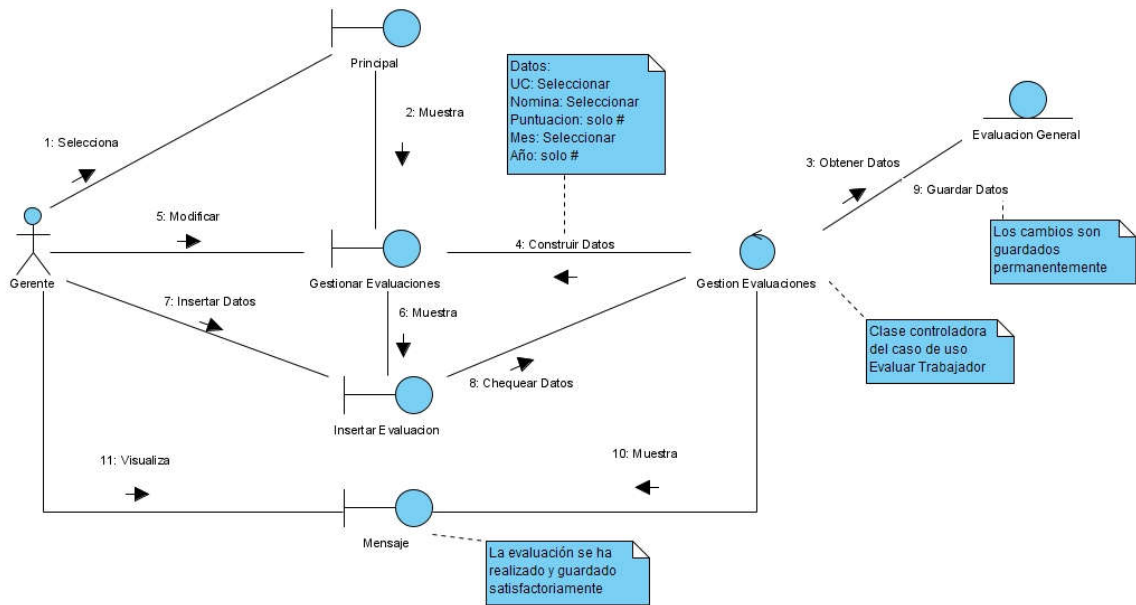 Principal
Datos:
UC: Seleccionar
Nomina: Seleccionar
Puntuacion: solo #
Mes: Seleccionar
Año: solo #
2: Muestra
1: Selecciona
Evaluacion General
3: Obtener Datos
9: Guardar Datos
5: Modificar
4: Construir Datos
Los cambios son
guardados
permanentemente
Gerente
Gestionar Evaluaciones
Gestion Evaluaciones
7: Insertar Datos
6: Muestra
Clase controladora
del caso de uso
Evaluar Trabajador
8: Chequear Datos
Insertar Evaluacion
11: Visualiza
10: Muestra
Mensaje
La evaluación se ha
realizado y guardado
satisfactoriamente